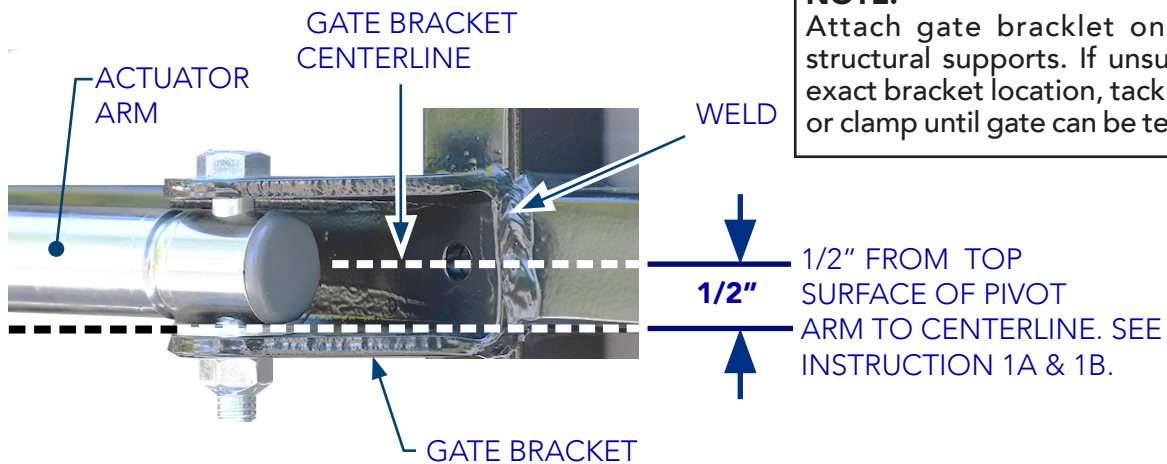 GATE BRACKET
CENTERLINE
ACTUATOR
ARM
WELD
NOTE:
Attach gate bracklet on
structural supports. If
exact bracket location, tack
or clamp until gate can be
1/2”
1/2” FROM TOP
SURFACE OF PIVOT
ARM TO CENTERLINE. SEE
INSTRUCTION 1A & 1B.
GATE BRACKET